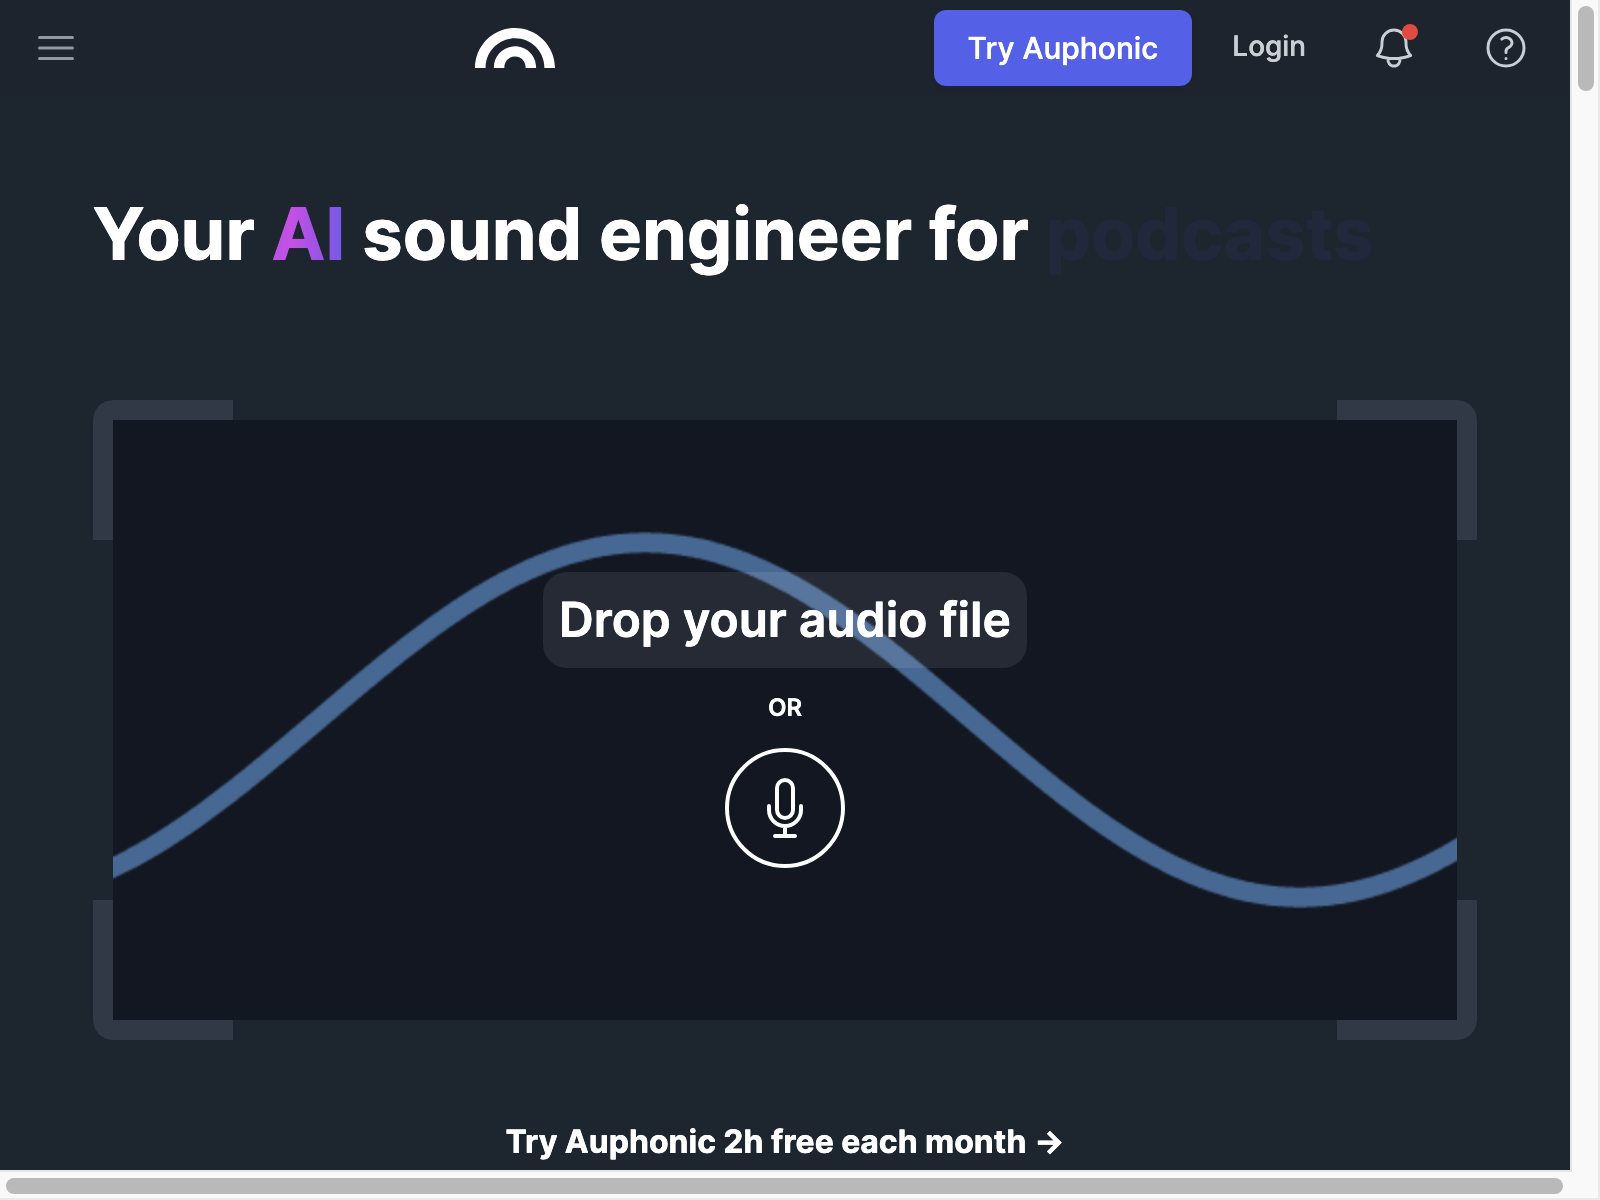 Try Auphonic
Login
Your AI sound engineer for podcasts
Drop your audio file
OR
Try Auphonic 2h free each month →